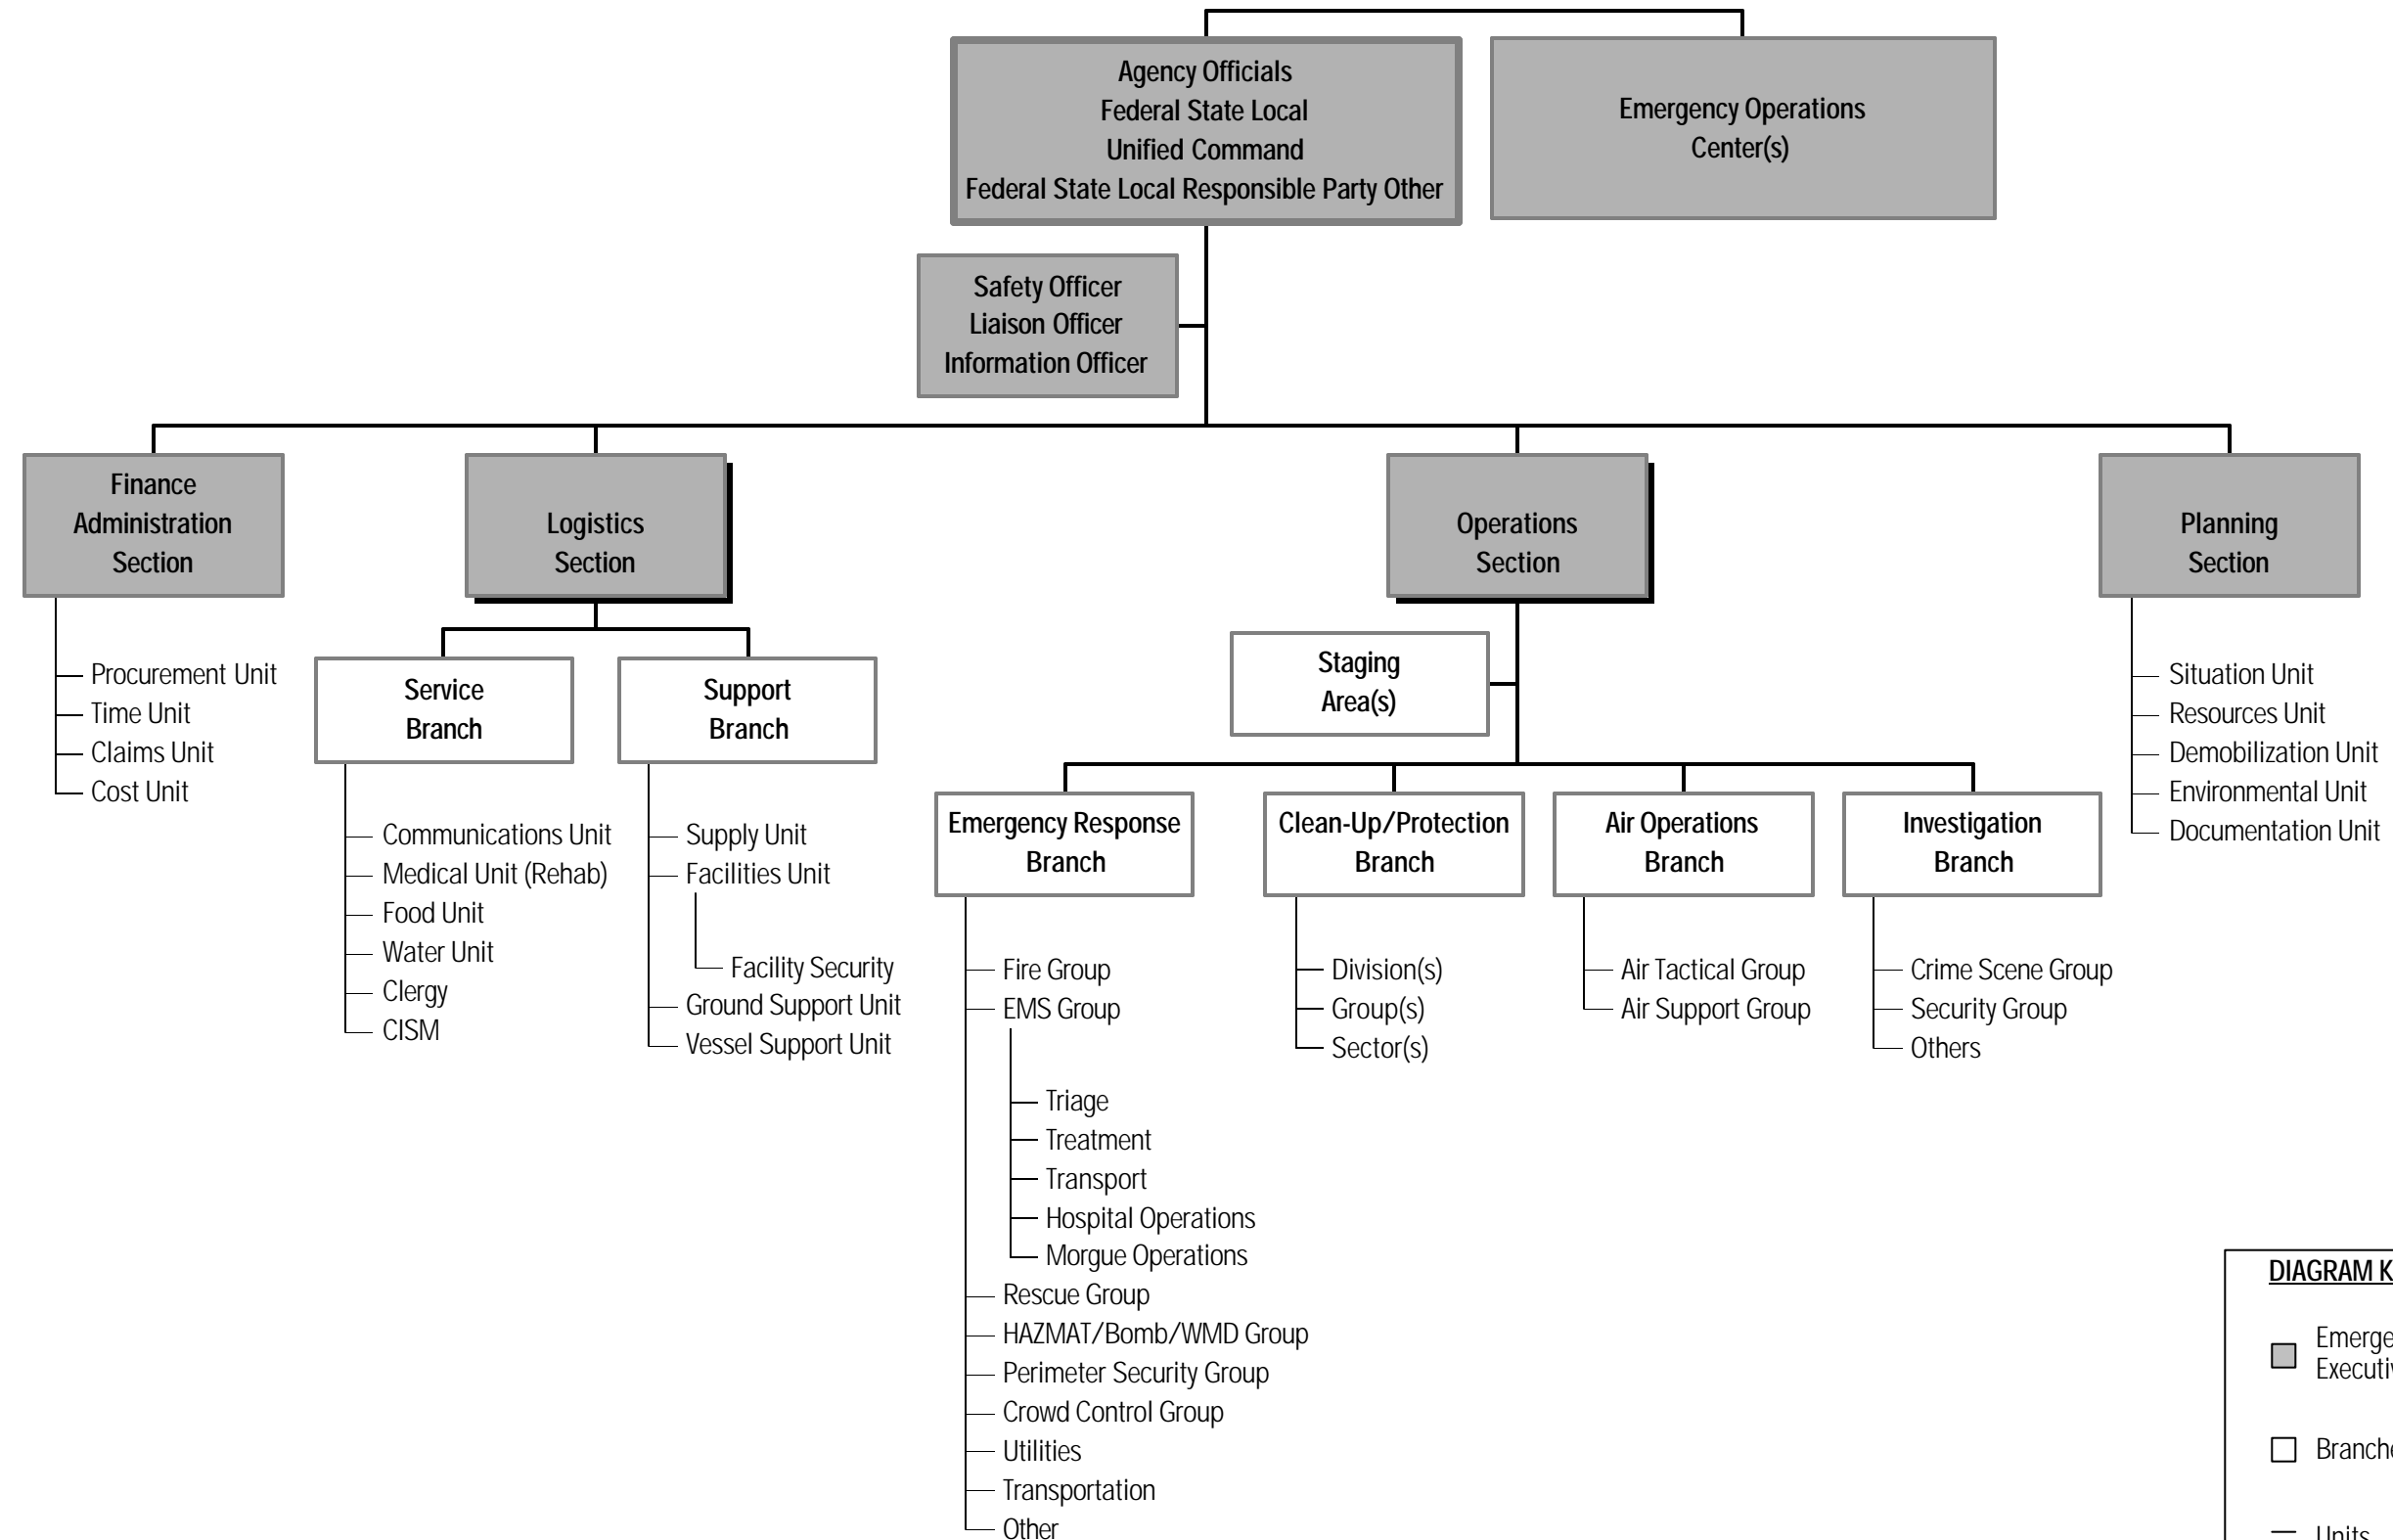 Agency Officials
Federal State Local
Unified Command
Federal State Local Responsible Party Other
Emergency Operations
Center(s)
Safety Officer
Liaison Officer
Information Officer
Finance
Administration
Section
Logistics
Section
Operations
Section
Planning
Section
Procurement Unit
Time Unit
Claims Unit
Cost Unit
Service
Branch
Communications Unit
Medical Unit (Rehab)
Food Unit
Water Unit
Clergy
CISM
Support
Branch
Supply Unit
Facilities Unit
Facility Security
Ground Support Unit
Vessel Support Unit
Staging
Area(s)
Emergency Response
Branch
Fire Group
EMS Group
Triage
Treatment
Transport
Hospital Operations
Morgue Operations
Rescue Group
HAZMAT/Bomb/WMD Group
Perimeter Security Group
Crowd Control Group
Utilities
Transportation
Other
Clean-Up/Protection
Branch
Division(s)
Group(s)
Sector(s)
Air Operations
Branch
Air Tactical Group
Air Support Group
Investigation
Branch
Crime Scene Group
Security Group
Others
Situation Unit
Resources Unit
Demobilization Unit
Environmental Unit
Documentation Unit
DIAGRAM
Units